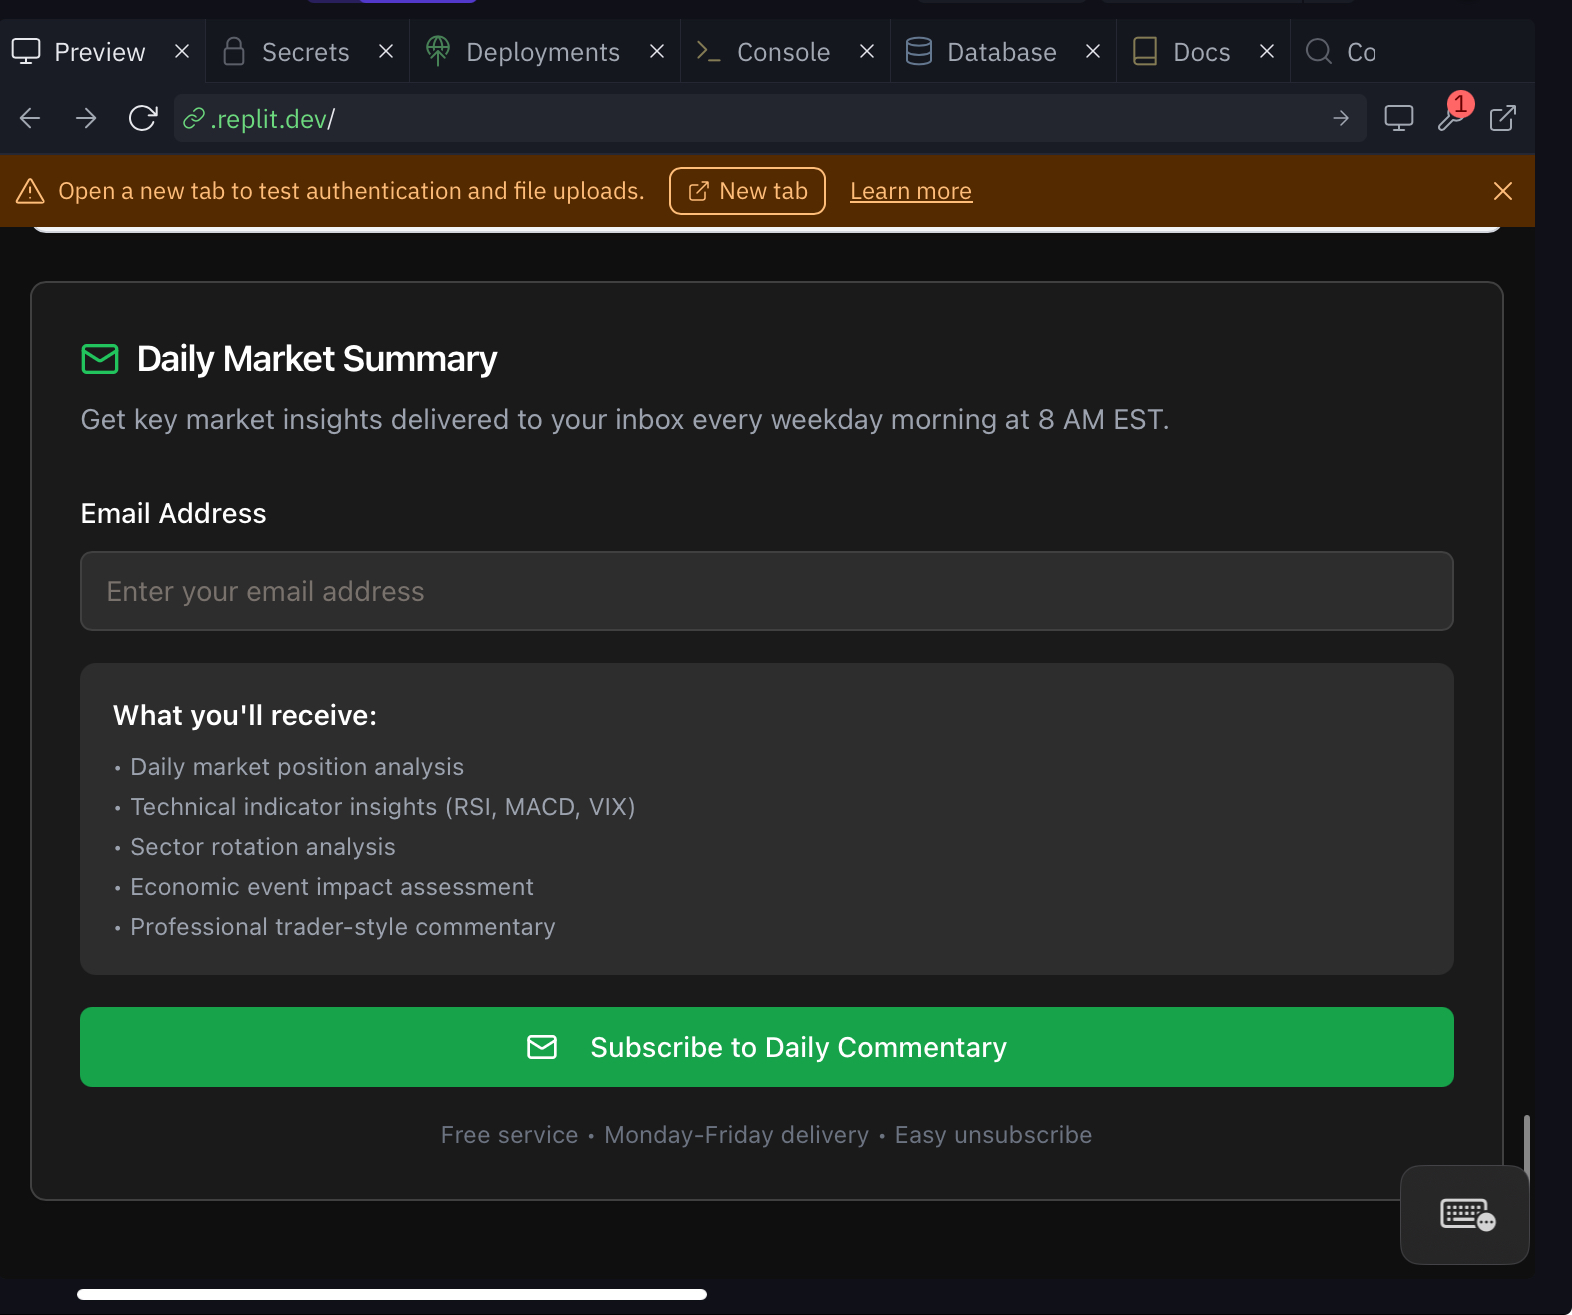 Preview
Secrets
Deployments
Console
Database
Docs
Co
.replit.dev/
1
Open a new tab to test authentication and file uploads.
New tab
Learn more
Daily Market Summary
Get key market insights delivered to your inbox every weekday morning at 8 AM EST.
Email Address
Enter your email address
What you'll receive:
• Daily market position analysis
• Technical indicator insights (RSI, MACD, VIX)
• Sector rotation analysis
• Economic event impact assessment
• Professional trader-style commentary
Subscribe to Daily Commentary
Free service • Monday-Friday delivery • Easy unsubscribe